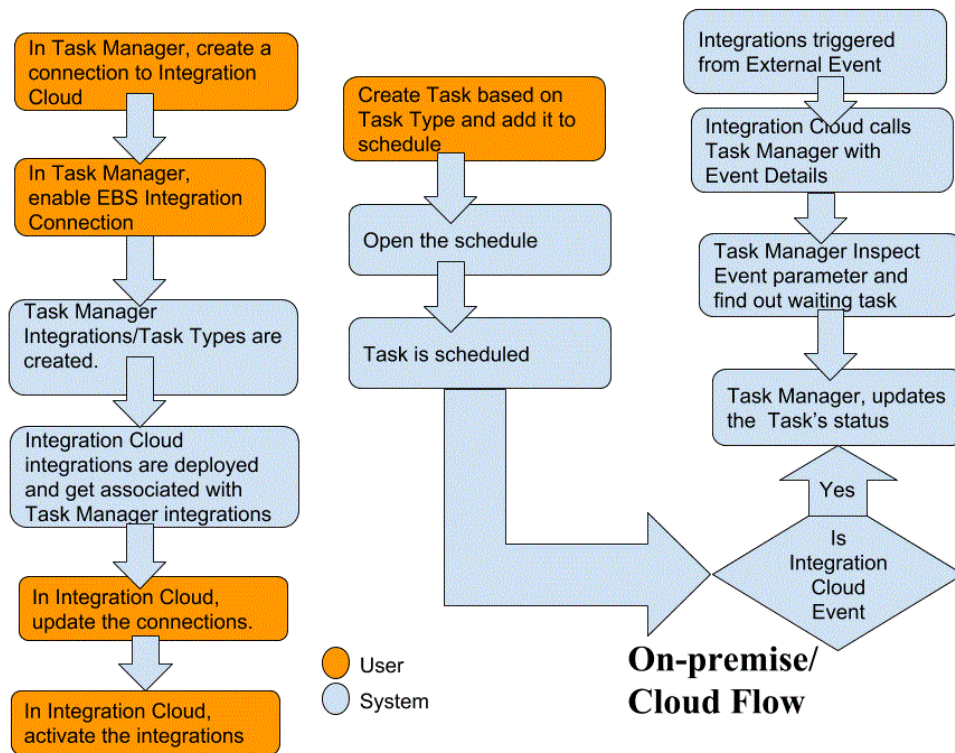 In Task Manager, create a
connection to Integration
Cloud
In Task Manager,
enable EBS Integration
Connection
Task Manager
Integrations/Task Types are
created.
Integration Cloud
integrations are deployed
and get associated with
Task Manager integrations
In Integration Cloud,
update the connections.
In Integration Cloud,
activate the integrations
Create Task based on
Task Type and add it to
schedule
Open the schedule
Task is scheduled
User
System
Integrations triggered
from External Event
Integration Cloud calls
Task Manager with
Event Details
Task Manager Inspect
Event parameter and
find out waiting task
Task Manager, updates
the Task's status
Yes
Is
Integration
Cloud
Event
On-premise/
Cloud Flow